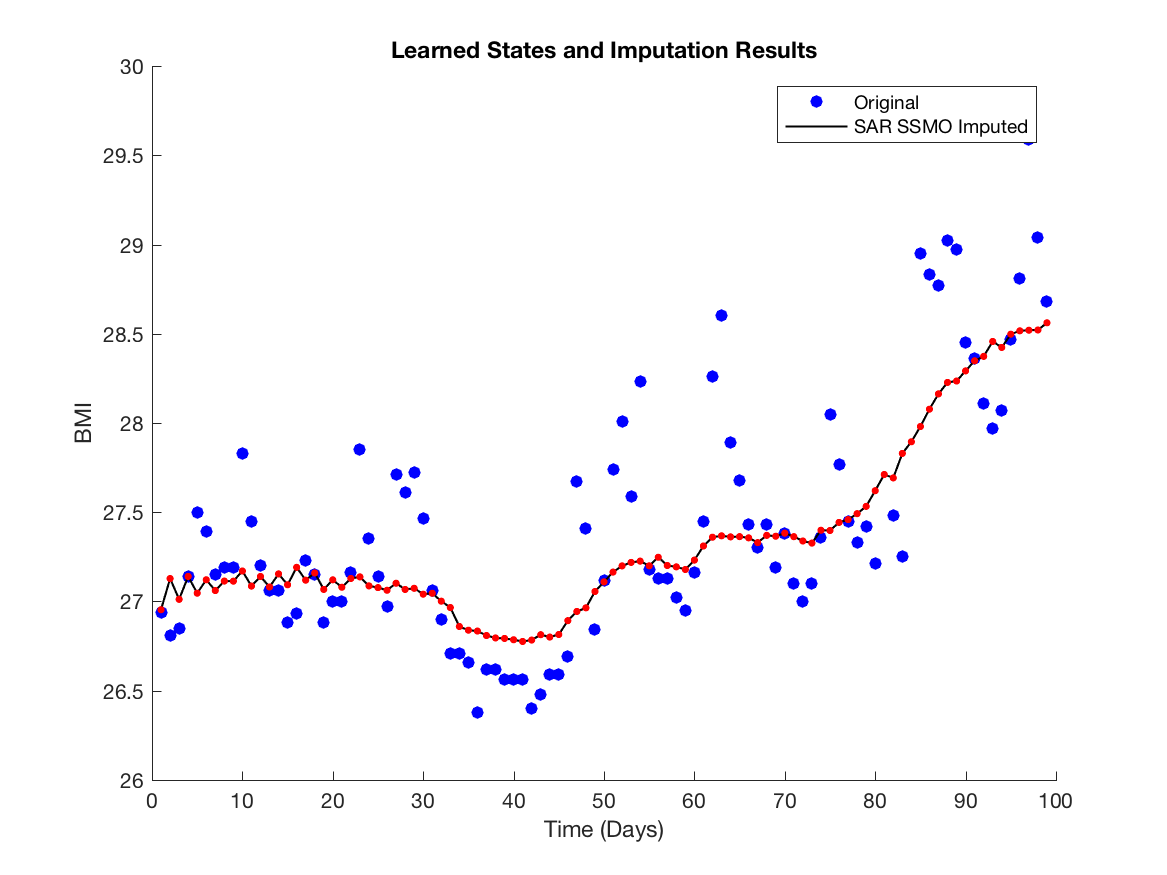 Learned States and Imputation Results
30
29.5
29
28.5
28
27.5
27
26.5
26
BMI
Original
SAR SSMO Imputed
0 10 20 30 40 50 60 70 80 90 100
Time (Days)